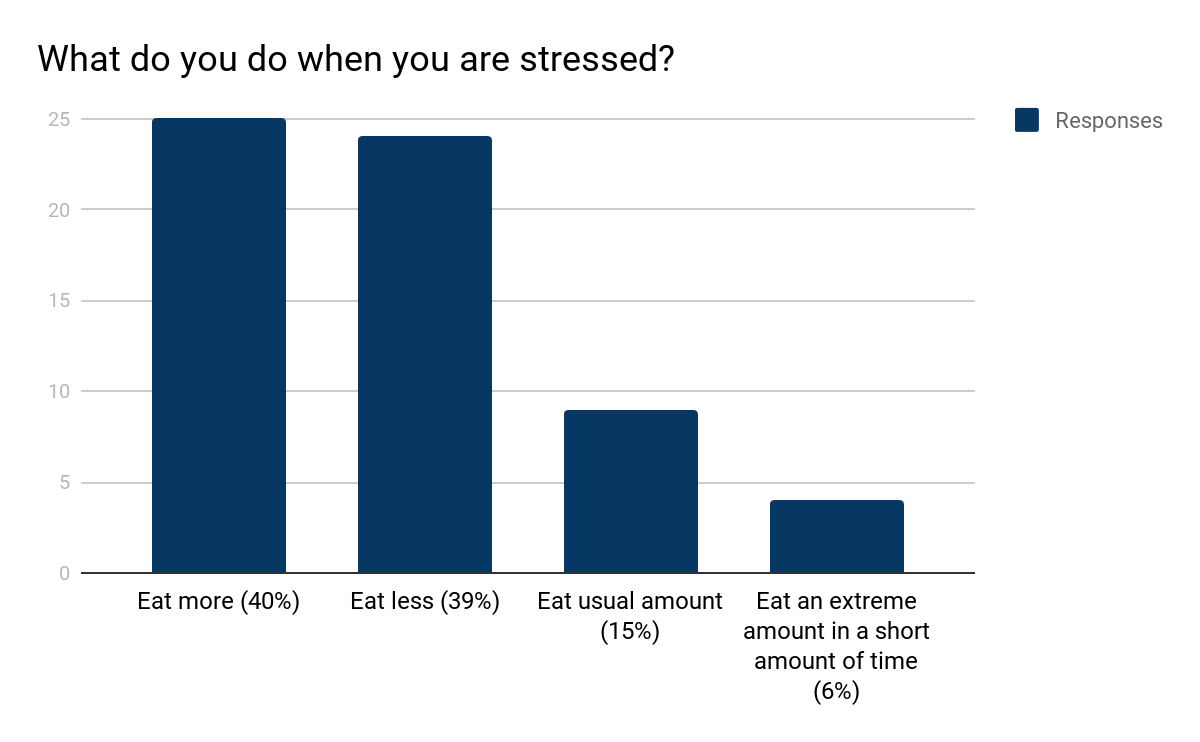 What do you do when you are stressed?
25
Responses
20
15
10
5
0
Eat more (40%)
Eat less (39%)
Eat usual amount
(15%)
Eat an extreme
amount in a short
amount of time
(6%)